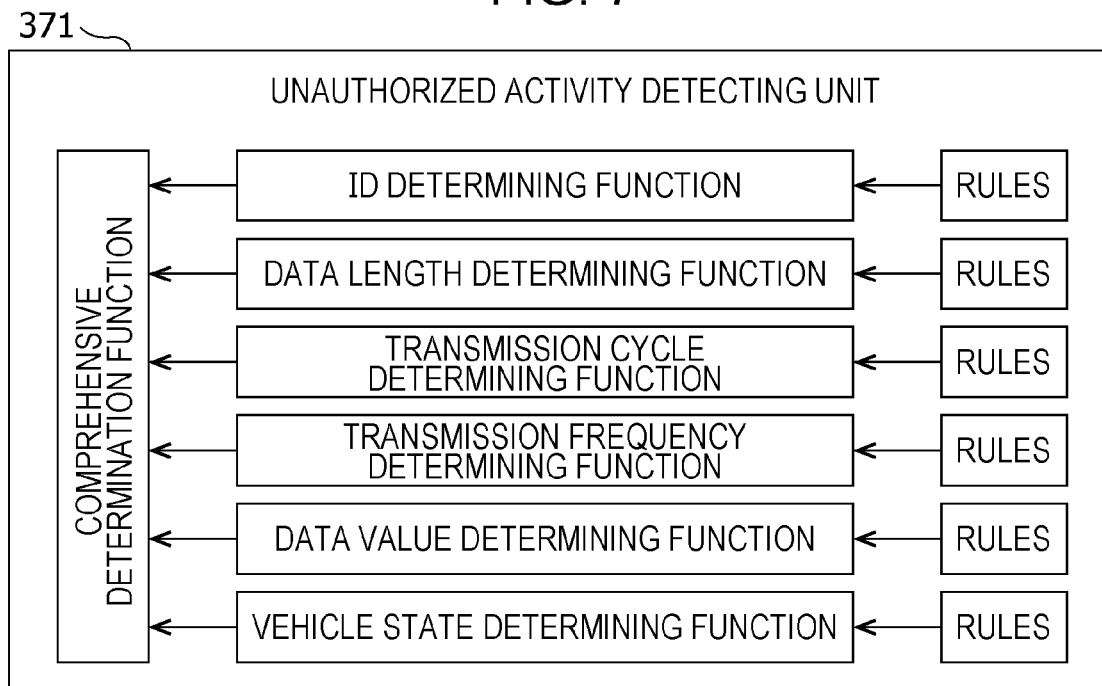 371
UNAUTHORIZED ACTIVITY DETECTING UNIT
COMPREHENSIVE
DETERMINATION FUNCTION
ID DETERMINING FUNCTION
RULES
DATA LENGTH DETERMINING FUNCTION
RULES
TRANSMISSION CYCLE
DETERMINING FUNCTION
RULES
TRANSMISSION FREQUENCY
DETERMINING FUNCTION
RULES
DATA VALUE DETERMINING FUNCTION
RULES
VEHICLE STATE DETERMINING FUNCTION
RULES